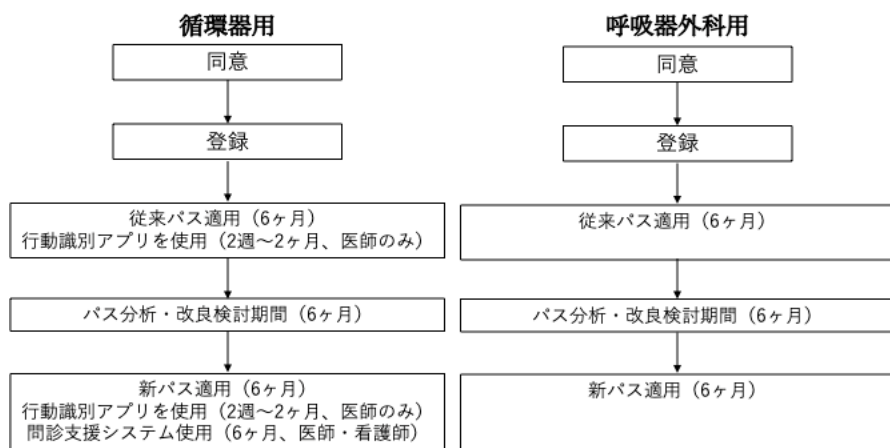 循環器用
同意
登録
従来パス適用（6ヶ月）
行動識別アプリを使用（2週〜2ヶ月、医師のみ）
パス分析・改良検討期間（6ヶ月）
新パス適用（6ヶ月）
行動識別アプリを使用（2週〜2ヶ月、医師のみ）
問診支援システム使用（6ヶ月、医師・看護師）
呼吸器外科用
同意
登録
従来パス適用（6ヶ月）
パス分析・改良検討期間（6ヶ月）
新パス適用（6ヶ月）